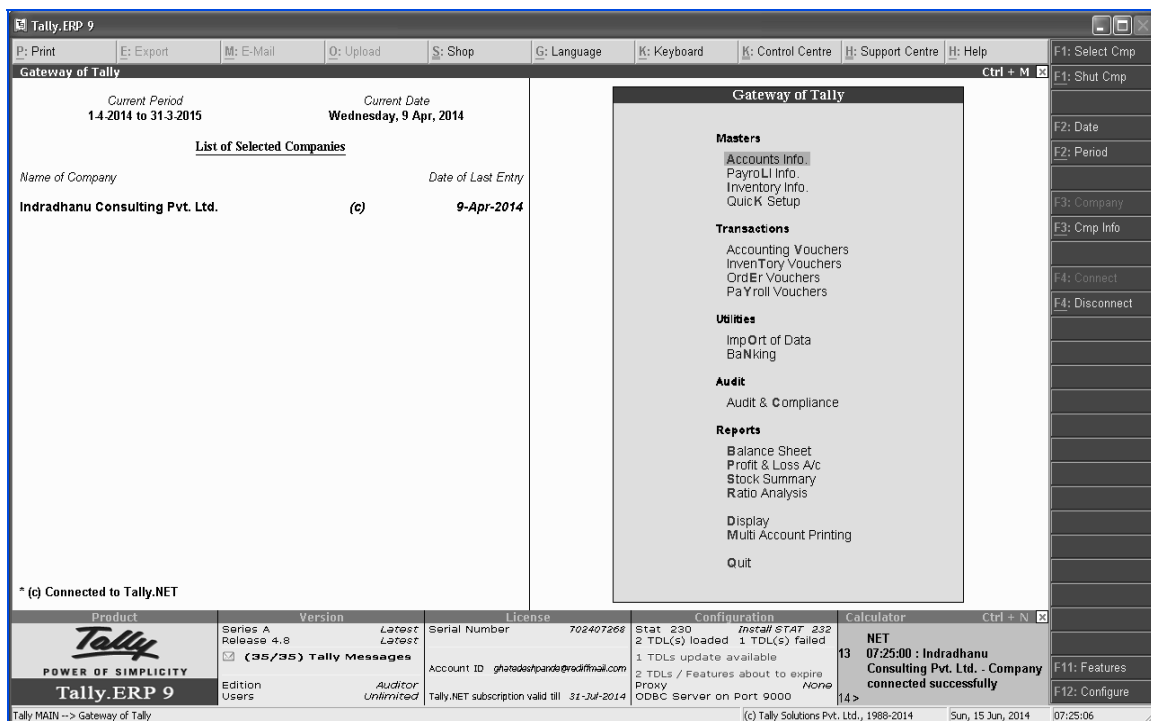 Tally.ERP 9
P: Print E: Export M: E-Mail O: Upload S: Shop G: Language K: Keyboard K: Control Centre H: Support Centre H: Help
Gateway of Tally Ctrl + M
Current Period Current Date
1-4-2014 to 31-3-2015 Wednesday, 9 Apr, 2014
List of Selected Companies
Name of Company Date of Last Entry
Indradhanu Consulting Pvt. Ltd. (c) 9-Apr-2014
* (c) Connected to Tally.NET
Gateway of Tally
Masters
Accounts Info.
PayroLl Info.
Inventory Info.
QuicK Setup
Transactions
Accounting Vouchers
InvenTory Vouchers
OrdEr Vouchers
PaYroll Vouchers
Utilities
ImpOrt of Data
BaNking
Audit
Audit & Compliance
Reports
Balance Sheet
Profit & Loss A/c
Stock Summary
Ratio Analysis
Display
Multi Account Printing
Quit
F1: Select Cmp
F1: Shut Cmp
F2: Date
F2: Period
F3: Company
F3: Cmp Info
F4: Connect
F4: Disconnect
F11: Features
F12: Configure
Product
Tally
POWER OF SIMPLICITY
Tally.ERP 9
Version
Series A Latest
Release 4.8 Latest
(35/35) Tally Messages
Edition Auditor
Users Unlimited
License
Serial Number 702407268
Account ID ghatedeshpande@rediffmail.com
Tally.NET subscription valid till 31-Jul-2014
Configuration
Stat 230 Install STAT 232
2 TDL(s) loaded 1 TDL(s) failed
1 TDLs update available
2 TDLs / Features about to expire
Proxy None
ODBC Server on Port 9000
Calculator Ctrl + N
NET
13 07:25:00 : Indradhanu
Consulting Pvt. Ltd. - Company
connected successfully
14>
Tally MAIN --> Gateway of Tally (c) Tally Solutions Pvt. Ltd., 1988-2014 Sun, 15 Jun, 2014 07:25:06